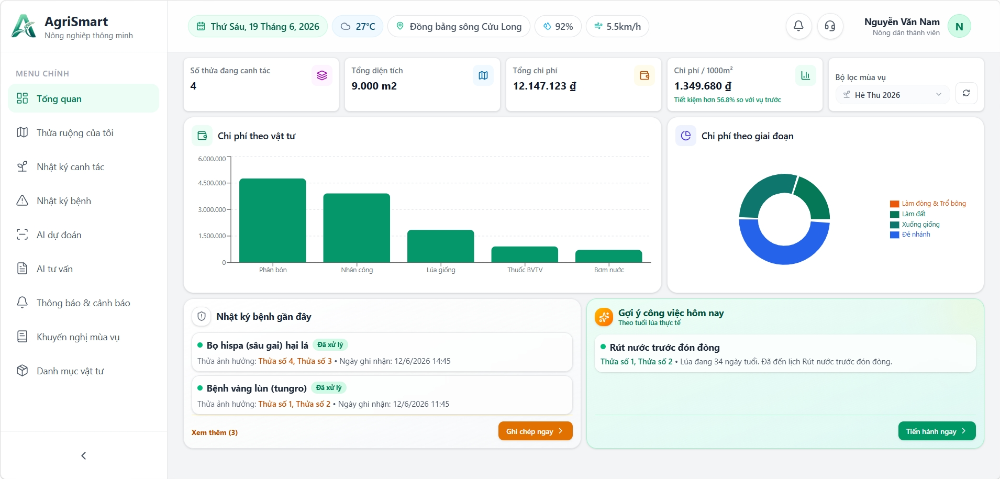 AgriSmart
Nông nghiệp thông minh
Thứ Sáu, 19 Tháng 6, 2026
27°C
Đồng bằng sông Cửu Long
92%
5.5km/h
Nguyễn Văn Nam
Nông dân thành viên
N
MENU CHÍNH
Tổng quan
Thửa ruộng của tôi
Nhật ký canh tác
Nhật ký bệnh
AI dự đoán
AI tư vấn
Thông báo & cảnh báo
Khuyến nghị mùa vụ
Danh mục vật tư
Số thửa đang canh tác
4
Tổng diện tích
9.000 m2
Tổng chi phí
12.147.123 ₫
Chi phí / 1000m²
1.349.680 ₫
Tiết kiệm hơn 56.8% so với vụ trước
Bộ lọc mùa vụ
Hè Thu 2026
Chi phí theo vật tư
6.000.000
4.500.000
3.000.000
1.500.000
0
Phân bón
Nhân công
Lúa giống
Thuốc BVTV
Bơm nước
Chi phí theo giai đoạn
Làm đòng & Trổ bông
Làm đất
Xuống giống
Đẻ nhánh
Nhật ký bệnh gần đây
Bọ hispa (sâu gai) hại lá Đã xử lý
Thửa ảnh hưởng: Thửa số 4, Thửa số 3 • Ngày ghi nhận: 12/6/2026 14:45
Bệnh vàng lùn (tungro) Đã xử lý
Thửa ảnh hưởng: Thửa số 1, Thửa số 2 • Ngày ghi nhận: 12/6/2026 11:45
Xem thêm (3)
Ghi chép ngay
Gợi ý công việc hôm nay
Theo tuổi lúa thực tế
Rút nước trước đón đòng
Thửa số 1, Thửa số 2 • Lúa đang 34 ngày tuổi. Đã đến lịch Rút nước trước đón đòng.
Tiến hành ngay